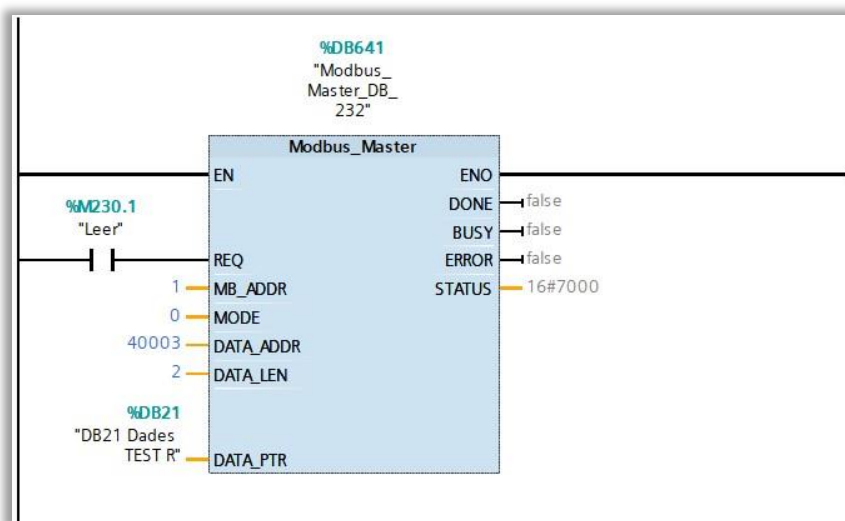 %DB641
"Modbus_
Master_DB_
232"
Modbus_Master
EN
ENO
DONE
false
%M230.1
"Leer"
BUSY
false
REQ
ERROR
false
1
MB_ADDR
STATUS
16#7000
0
MODE
40003
DATA_ADDR
2
DATA_LEN
%DB21
"DB21 Dades
TEST R"
DATA_PTR